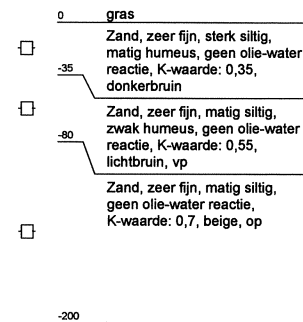 0 gras
Zand, zeer fijn, sterk siltig,
matig humeus, geen olie-water
-35 reactie, K-waarde: 0,35,
donkerbruin
Zand, zeer fijn, matig siltig,
zwak humeus, geen olie-water
-80 reactie, K-waarde: 0,55,
lichtbruin, vp
Zand, zeer fijn, matig siltig,
geen olie-water reactie,
K-waarde: 0,7, beige, op
-200